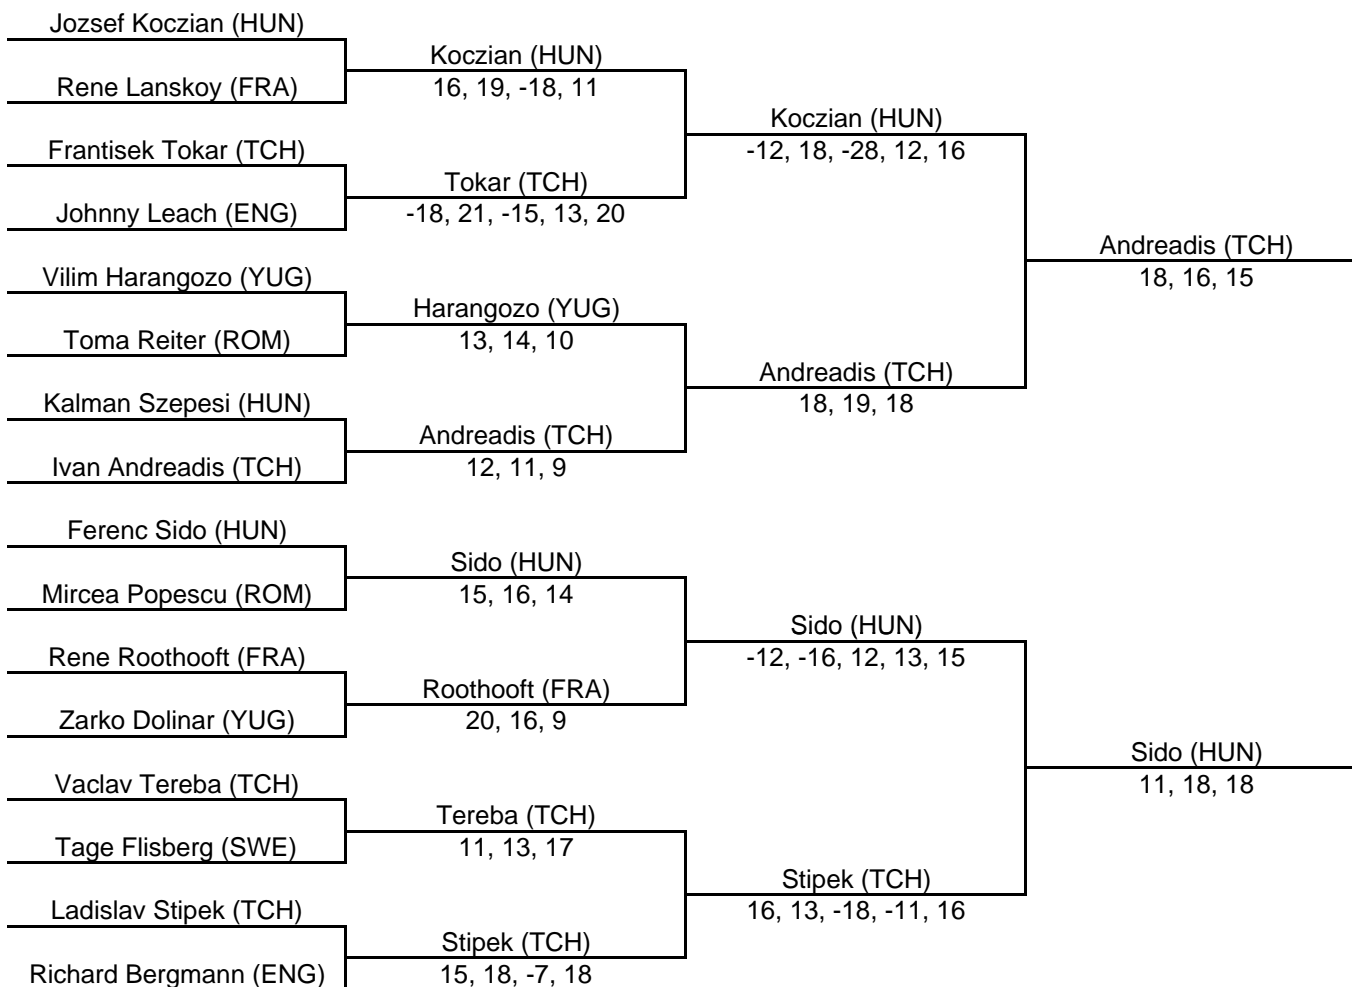 Jozsef Koczian (HUN)
Rene Lanskoy (FRA)
Frantisek Tokar (TCH)
Johnny Leach (ENG)
Vilim Harangozo (YUG)
Toma Reiter (ROM)
Kalman Szepesi (HUN)
Ivan Andreadis (TCH)
Ferenc Sido (HUN)
Mircea Popescu (ROM)
Rene Roothooft (FRA)
Zarko Dolinar (YUG)
Vaclav Tereba (TCH)
Tage Flisberg (SWE)
Ladislav Stipek (TCH)
Richard Bergmann (ENG)
Koczian (HUN)
16, 19, -18, 11
Tokar (TCH)
-18, 21, -15, 13, 20
Harangozo (YUG)
13, 14, 10
Andreadis (TCH)
12, 11, 9
Sido (HUN)
15, 16, 14
Roothooft (FRA)
20, 16, 9
Tereba (TCH)
11, 13, 17
Stipek (TCH)
15, 18, -7, 18
Koczian (HUN)
-12, 18, -28, 12, 16
Andreadis (TCH)
18, 19, 18
Sido (HUN)
-12, -16, 12, 13, 15
Stipek (TCH)
16, 13, -18, -11, 16
Andreadis (TCH)
18, 16, 15
Sido (HUN)
11, 18, 18